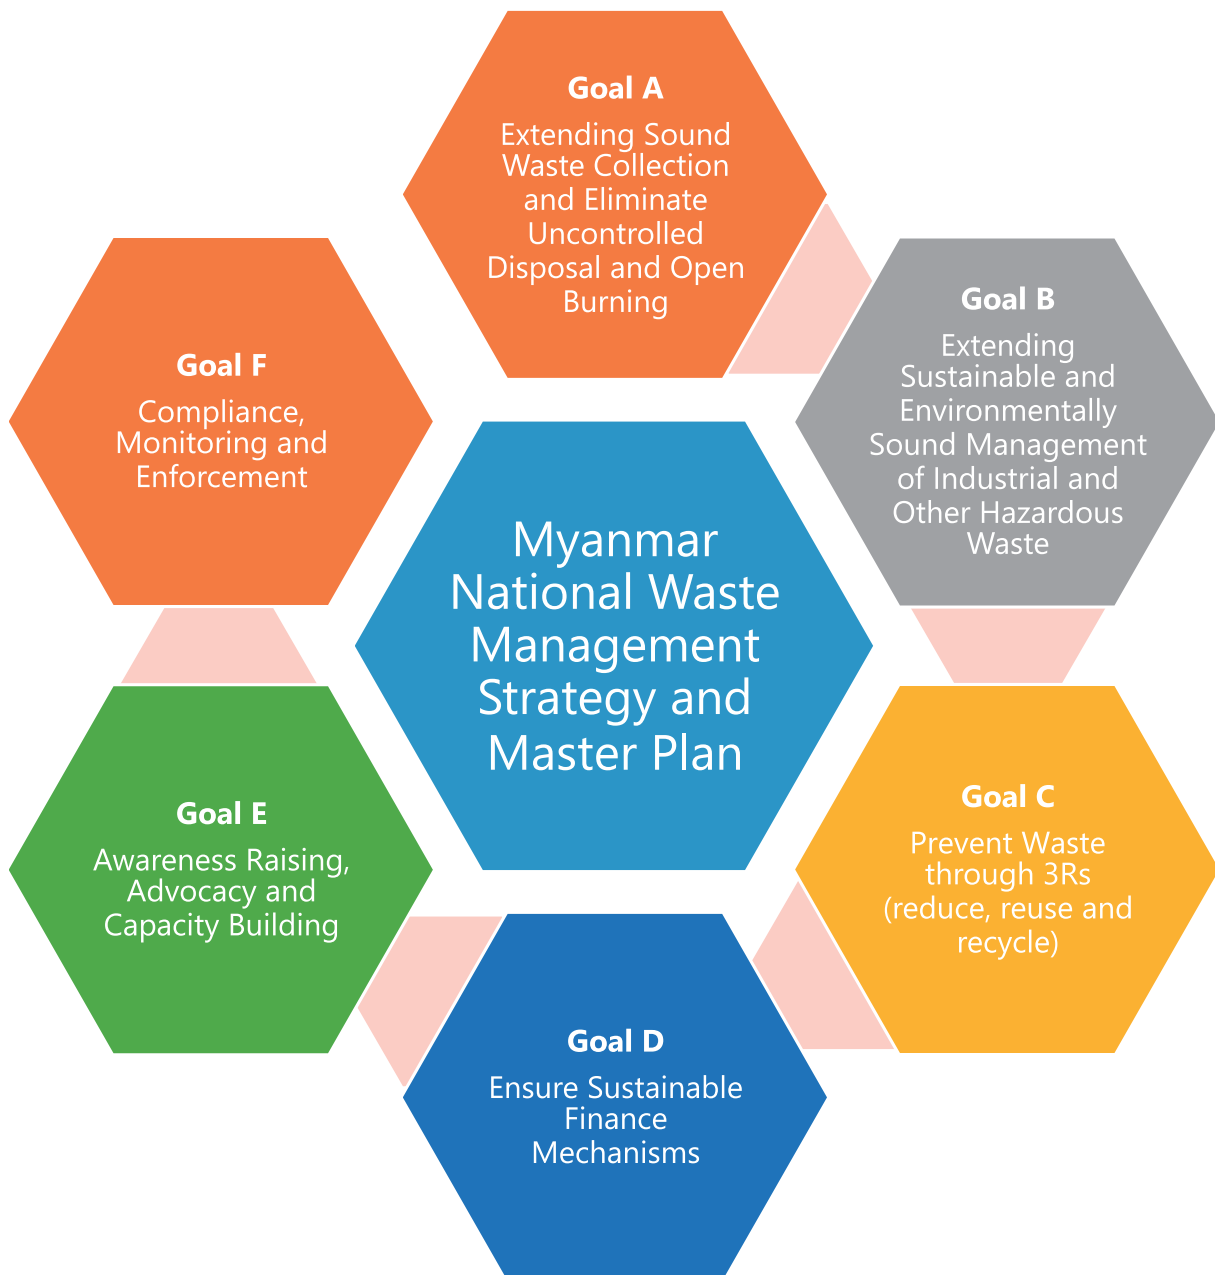 Goal A
Extending Sound
Waste Collection
and Eliminate
Uncontrolled
Disposal and Open
Burning
Goal B
Extending
Sustainable and
Environmentally
Sound Management
of Industrial and
Other Hazardous
Waste
Goal C
Prevent Waste
through 3Rs
(reduce, reuse and
recycle)
Goal D
Ensure Sustainable
Finance
Mechanisms
Goal E
Awareness Raising,
Advocacy and
Capacity Building
Goal F
Compliance,
Monitoring and
Enforcement
Myanmar
National Waste
Management
Strategy and
Master Plan